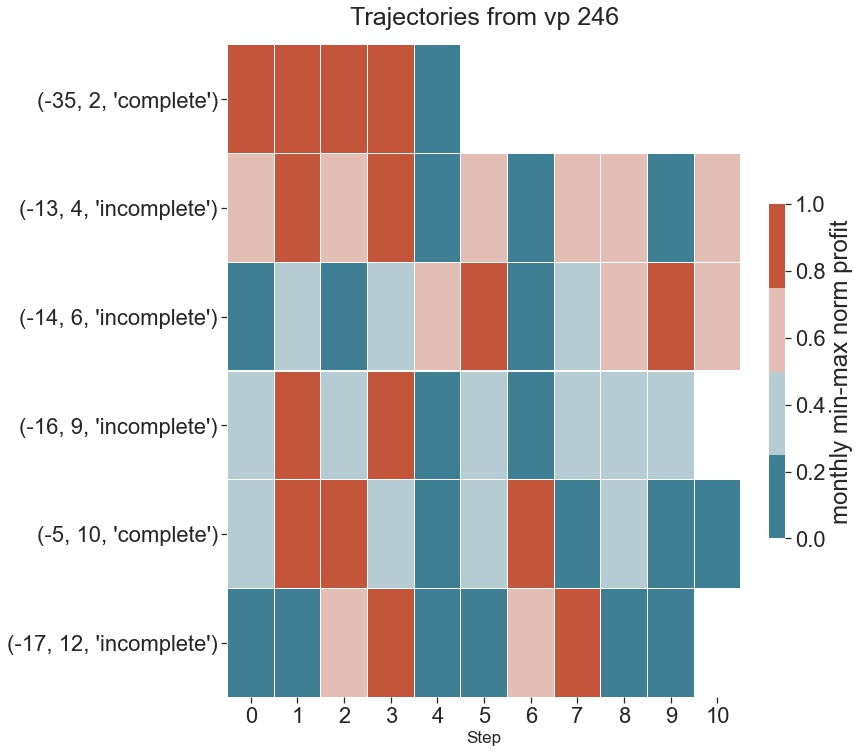 Trajectories from vp 246
(-35, 2, 'complete')
(-13, 4, 'incomplete')
(-14, 6, 'incomplete')
(-16, 9, 'incomplete')
(-5, 10, 'complete')
(-17, 12, 'incomplete')
0 1 2 3 4 5 6 7 8 9 10
Step
1.0
0.8
0.6
0.4
0.2
0.0
monthly min-max norm profit